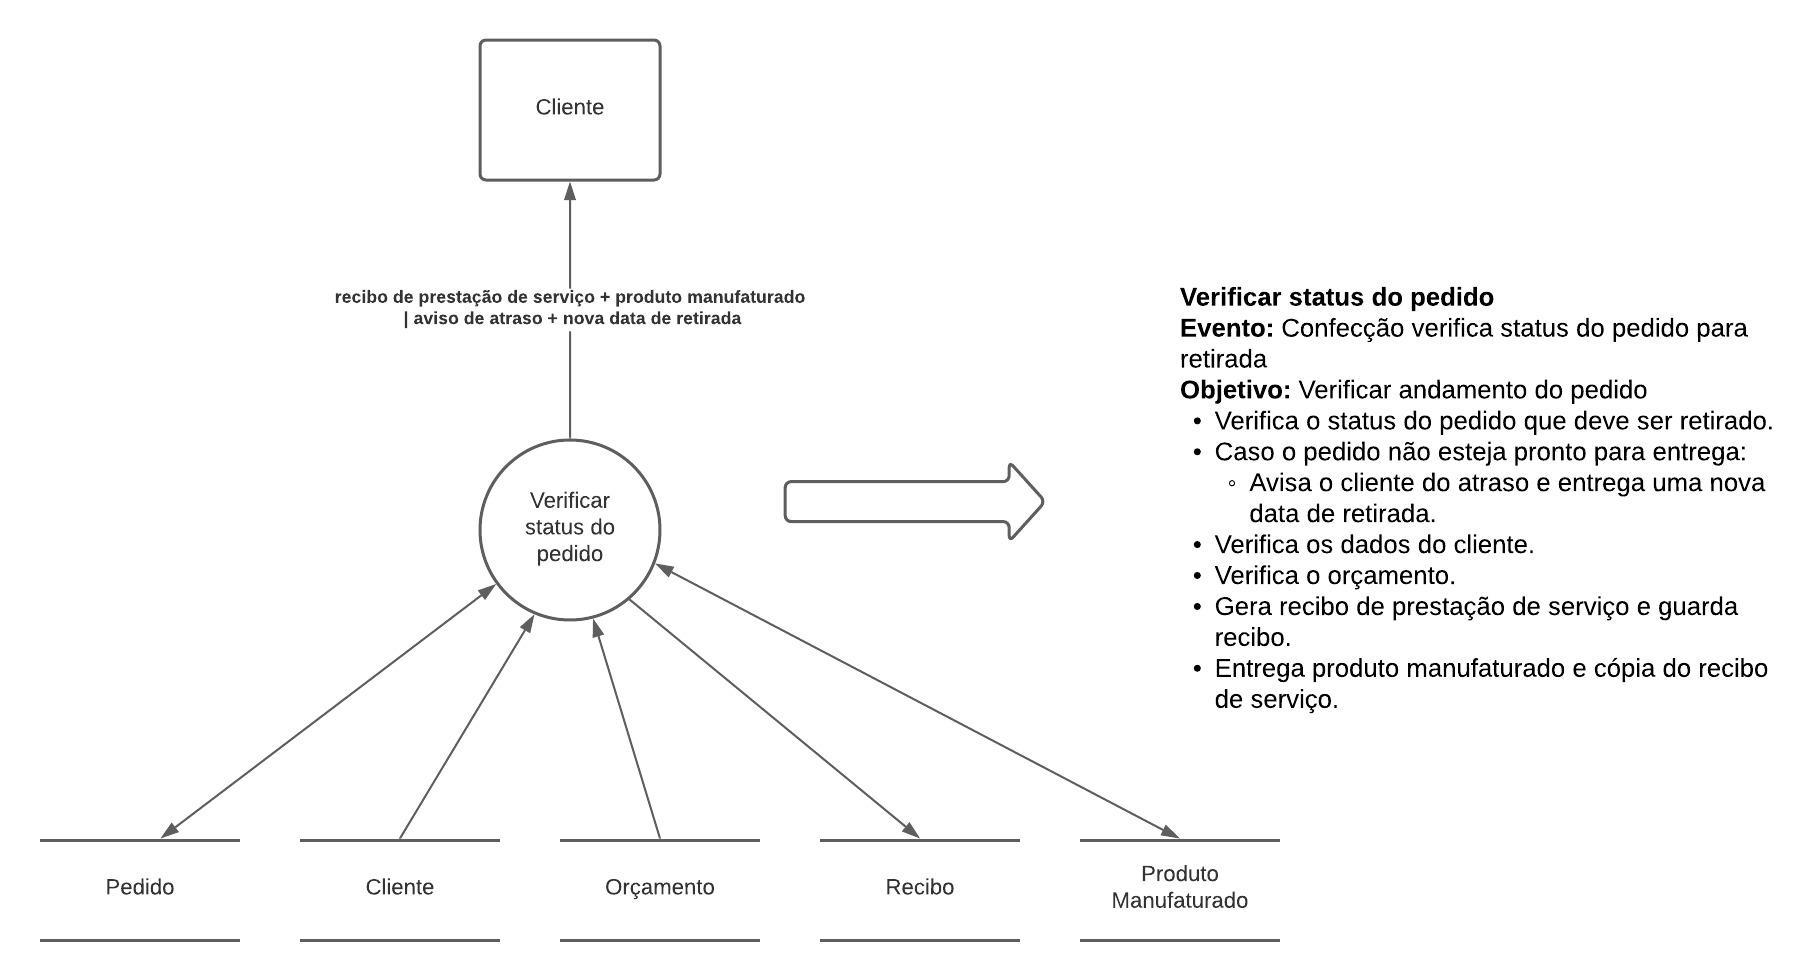 Cliente
recibo de prestação de serviço + produto manufaturado
| aviso de atraso + nova data de retirada
Verificar
status do
pedido
Verificar status do pedido
Evento: Confecção verifica status do pedido para
retirada
Objetivo: Verificar andamento do pedido
• Verifica o status do pedido que deve ser retirado.
• Caso o pedido não esteja pronto para entrega:
◦ Avisa o cliente do atraso e entrega uma nova
data de retirada.
• Verifica os dados do cliente.
• Verifica o orçamento.
• Gera recibo de prestação de serviço e guarda
recibo.
• Entrega produto manufaturado e cópia do recibo
de serviço.
Pedido
Cliente
Orçamento
Recibo
Produto
Manufaturado